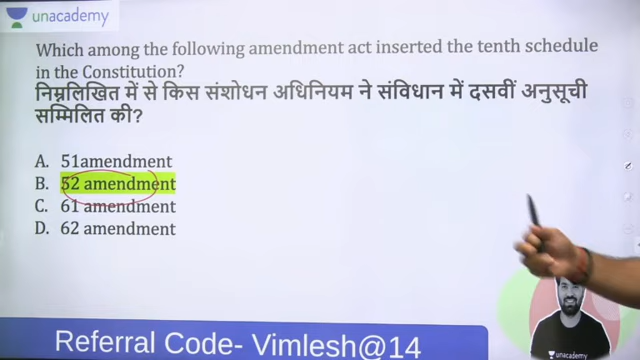 unacademy
Which among the following amendment act inserted the tenth schedule
in the Constitution?
निम्नलिखित में से किस संशोधन अधिनियम ने संविधान में दसवीं अनुसूची
सम्मिलित की?
A. 51amendment
B. 52 amendment
C. 61 amendment
D. 62 amendment
unacademy
Referral Code- Vimlesh@14